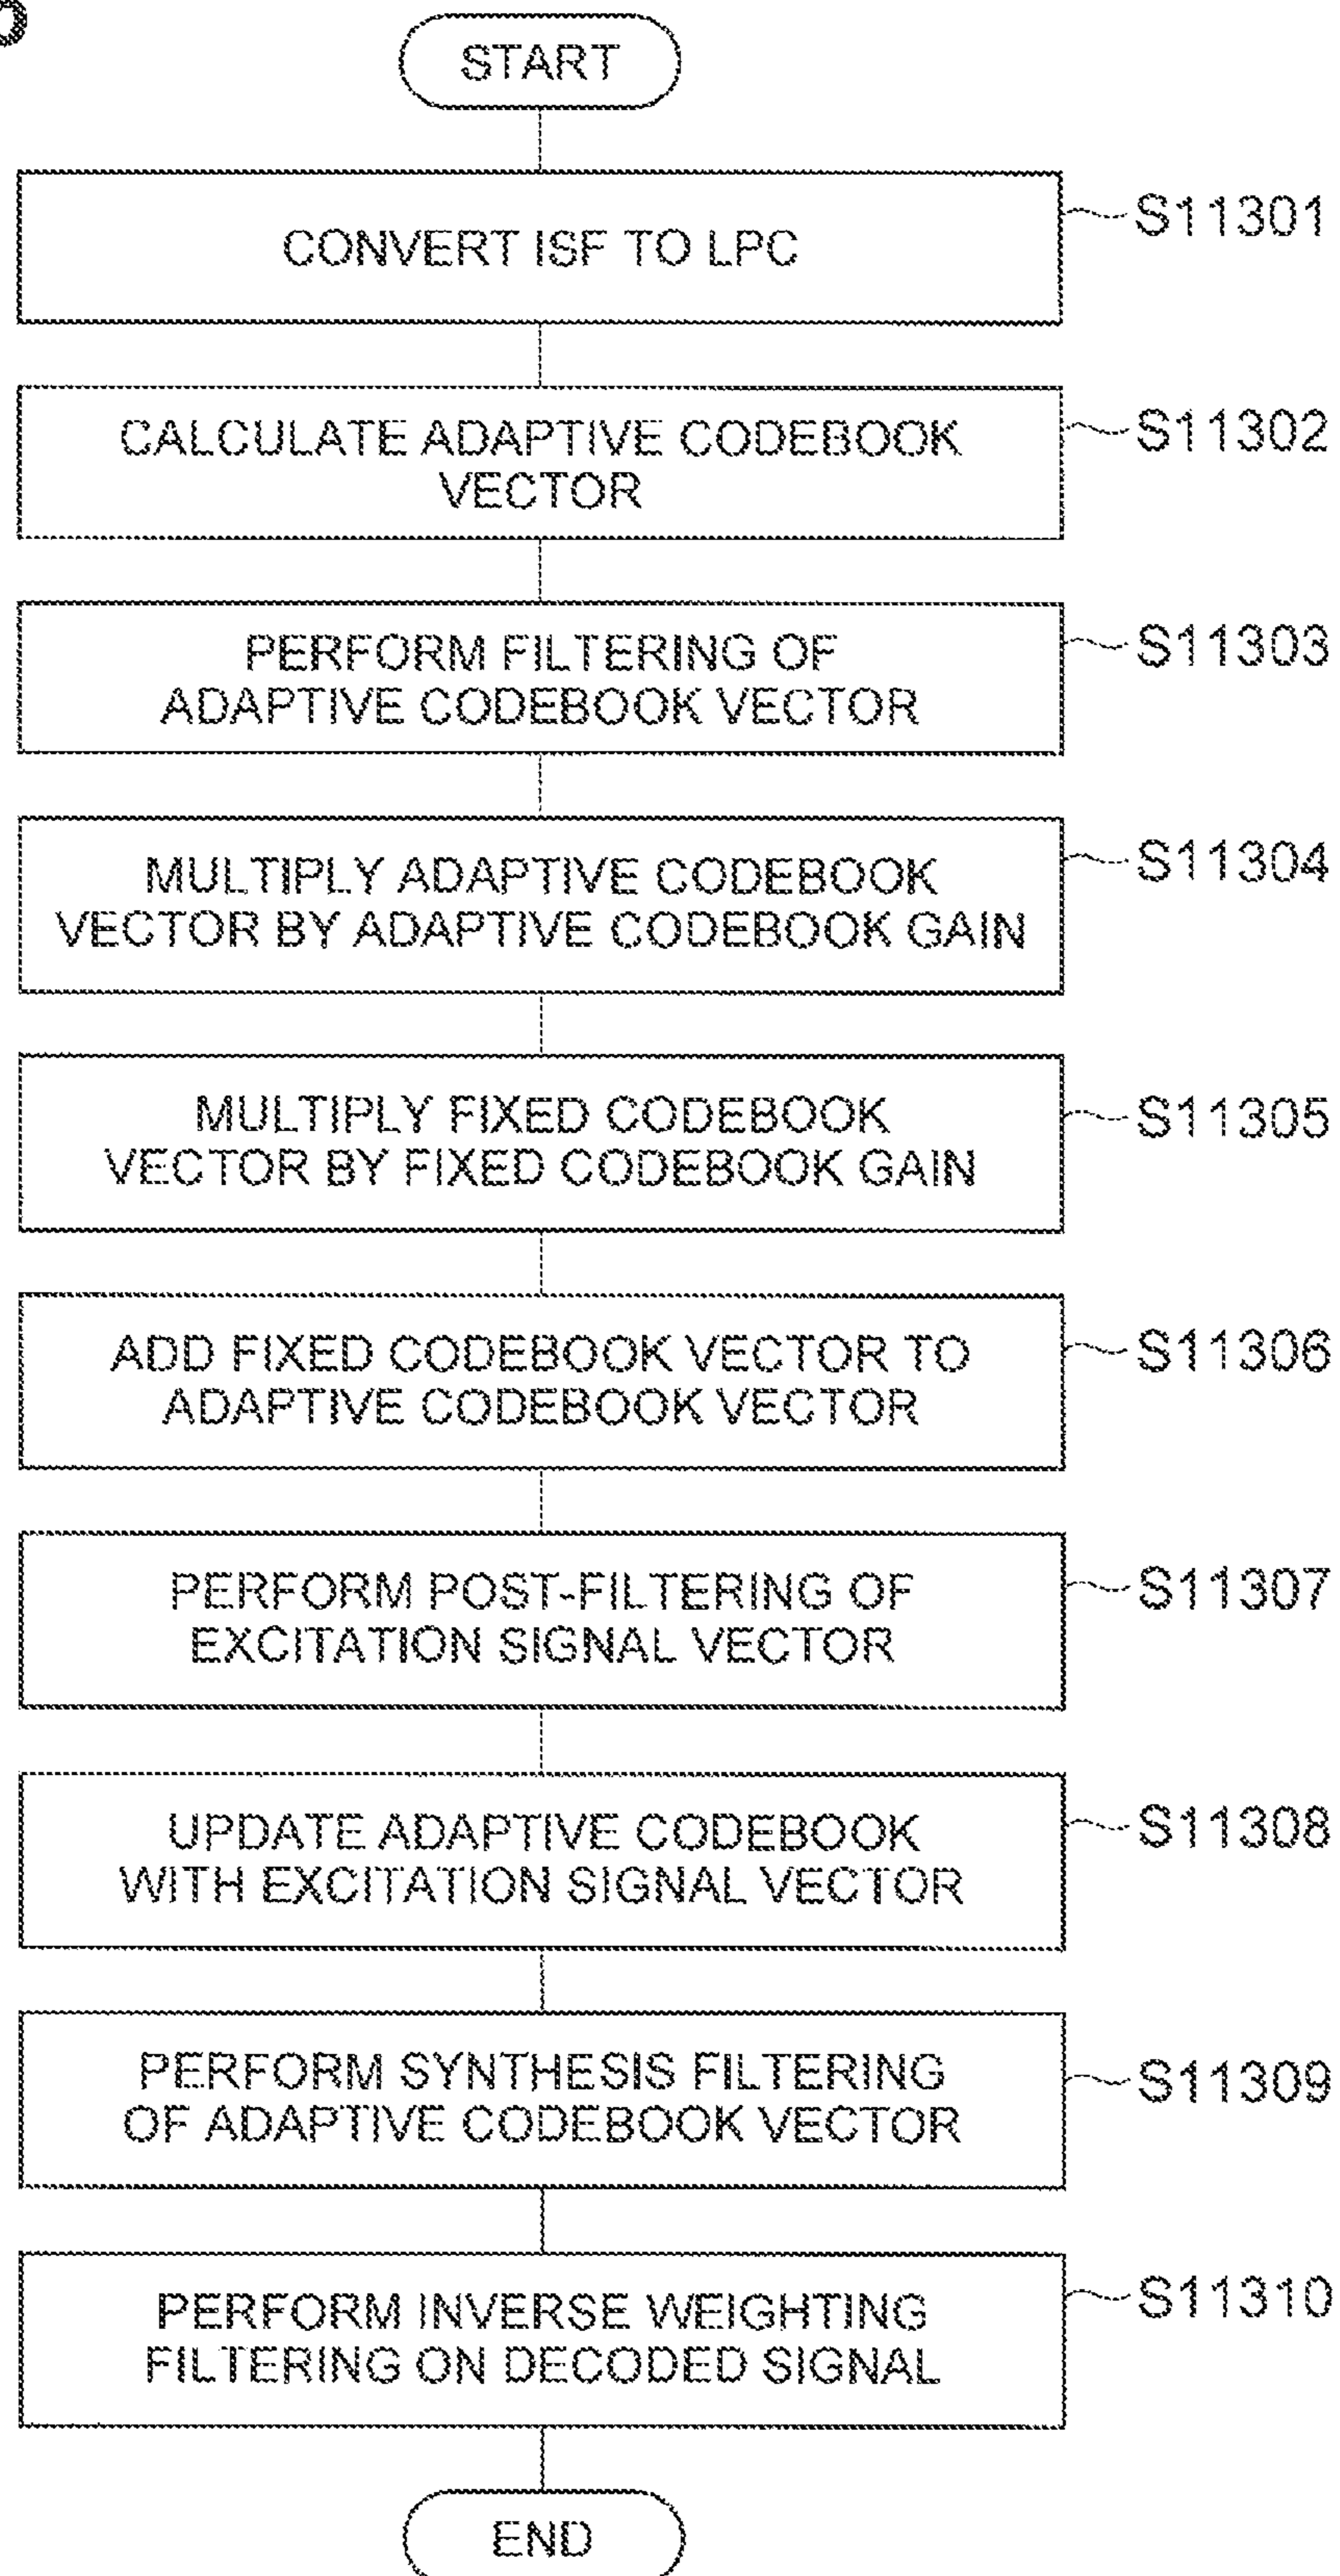 START
CONVERT ISF TO LPC
S11301
CALCULATE ADAPTIVE CODEBOOK
VECTOR
S11302
PERFORM FILTERING OF
ADAPTIVE CODEBOOK VECTOR
S11303
MULTIPLY ADAPTIVE CODEBOOK
VECTOR BY ADAPTIVE CODEBOOK GAIN
S11304
MULTIPLY FIXED CODEBOOK
VECTOR BY FIXED CODEBOOK GAIN
S11305
ADD FIXED CODEBOOK VECTOR TO
ADAPTIVE CODEBOOK VECTOR
S11306
PERFORM POST-FILTERING OF
EXCITATION SIGNAL VECTOR
S11307
UPDATE ADAPTIVE CODEBOOK
WITH EXCITATION SIGNAL VECTOR
S11308
PERFORM SYNTHESIS FILTERING
OF ADAPTIVE CODEBOOK VECTOR
S11309
PERFORM INVERSE WEIGHTING
FILTERING ON DECODED SIGNAL
S11310
END